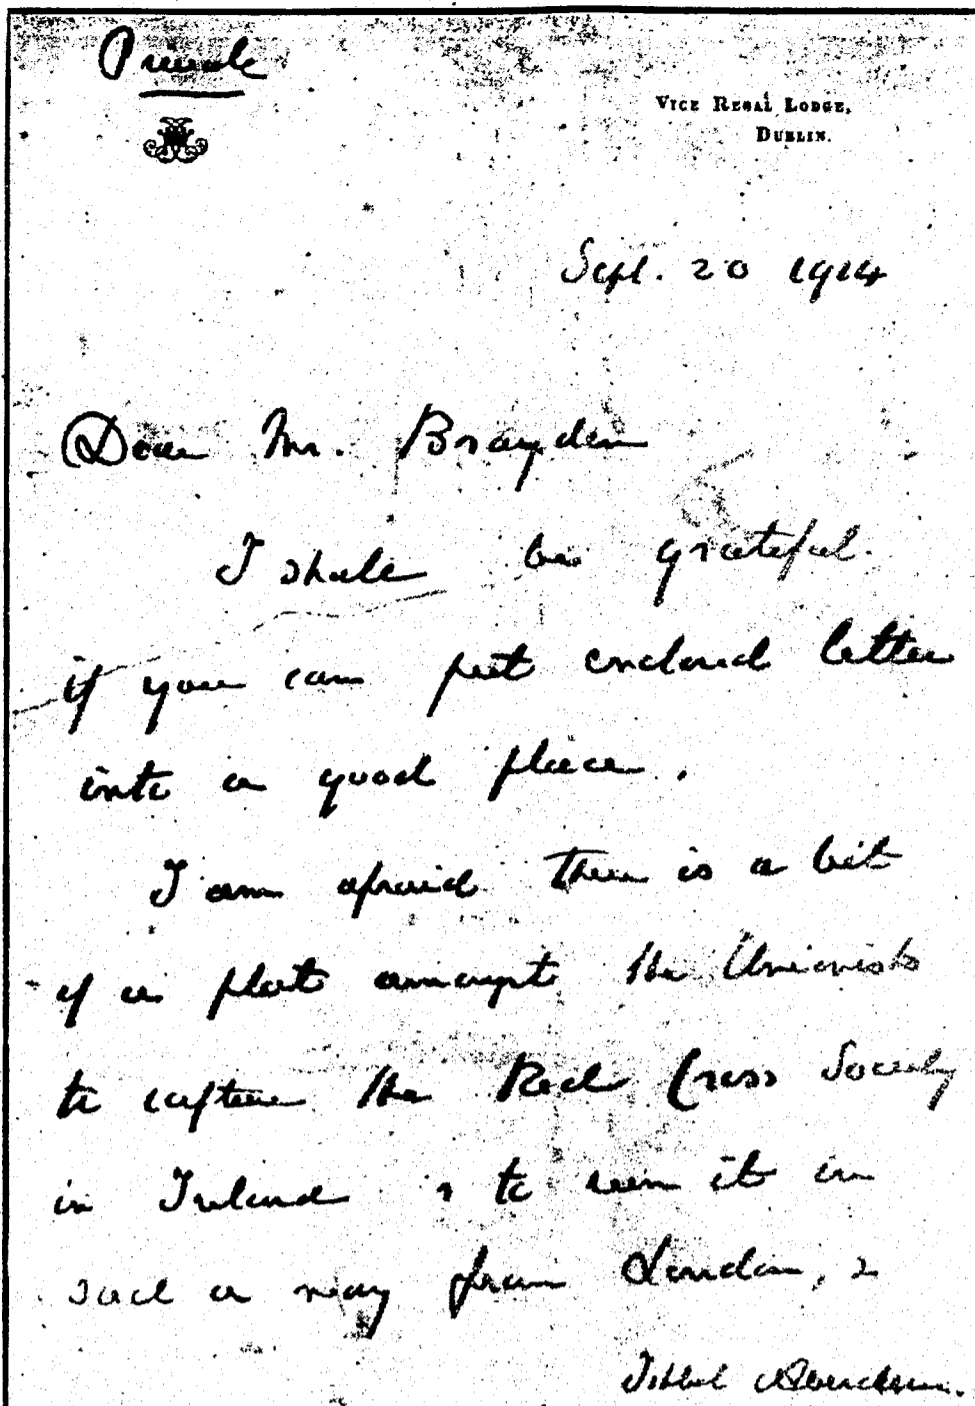 Private
VICE REGAL LODGE,
DUBLIN.
Sept. 20 1914
Dear Mr. Brayden
I shall be grateful
if you can put enclosed letter
into a good place.
I am afraid there is a bit
of a plot amongst the Unionists
to capture the Red Cross Society
in Ireland & to run it in
such a way from London, &
Ishbel Aberdeen.